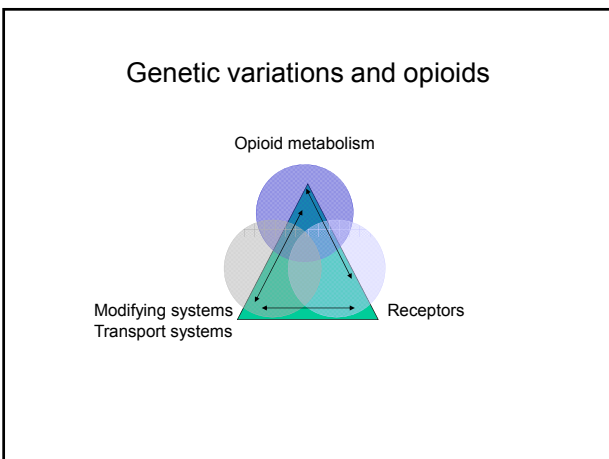 Genetic variations and opioids
Opioid metabolism
Modifying systems
Transport systems
Receptors